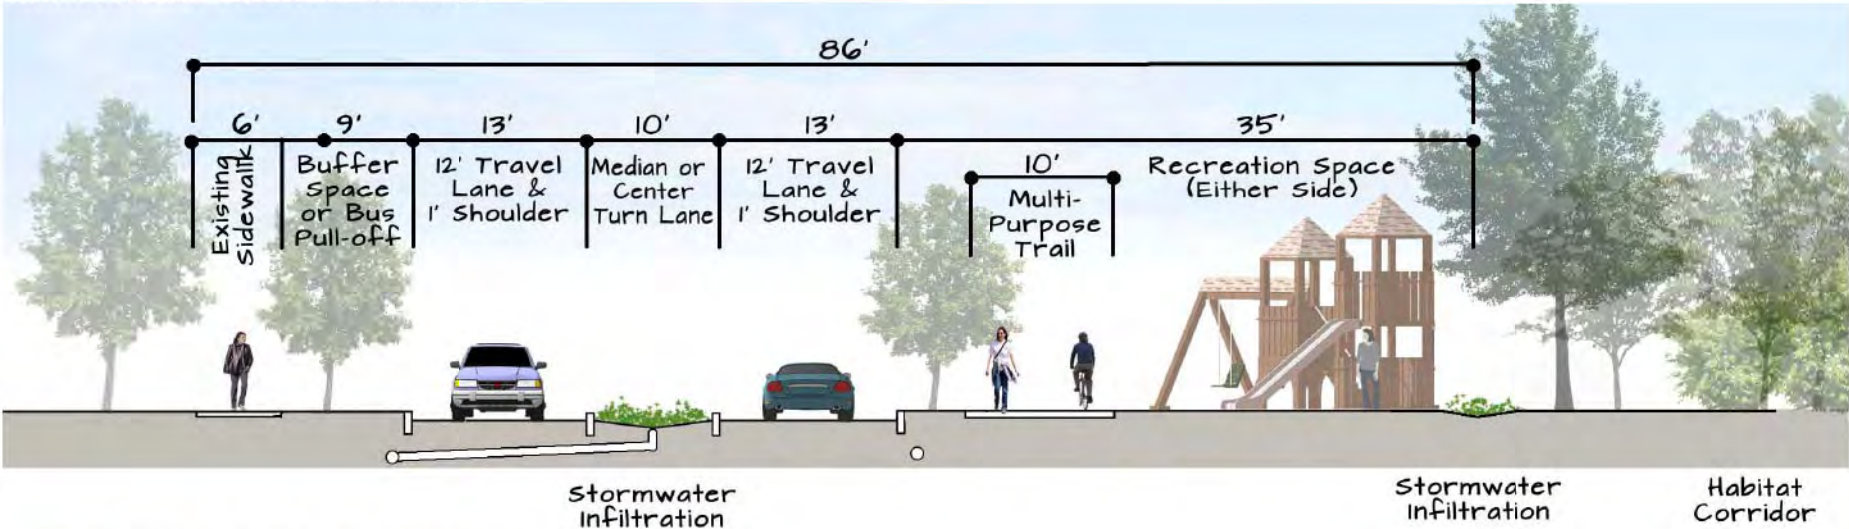 86'
6'
9'
13'
10'
13'
35'
Existing
Sidewalk
Buffer
Space
or Bus
Pull-off
12' Travel
Lane &
1' Shoulder
Median or
Center
Turn Lane
12' Travel
Lane &
1' Shoulder
10'
Multi-
Purpose
Trail
Recreation Space
(Either Side)
Stormwater
Infiltration
Stormwater
Infiltration
Habitat
Corridor